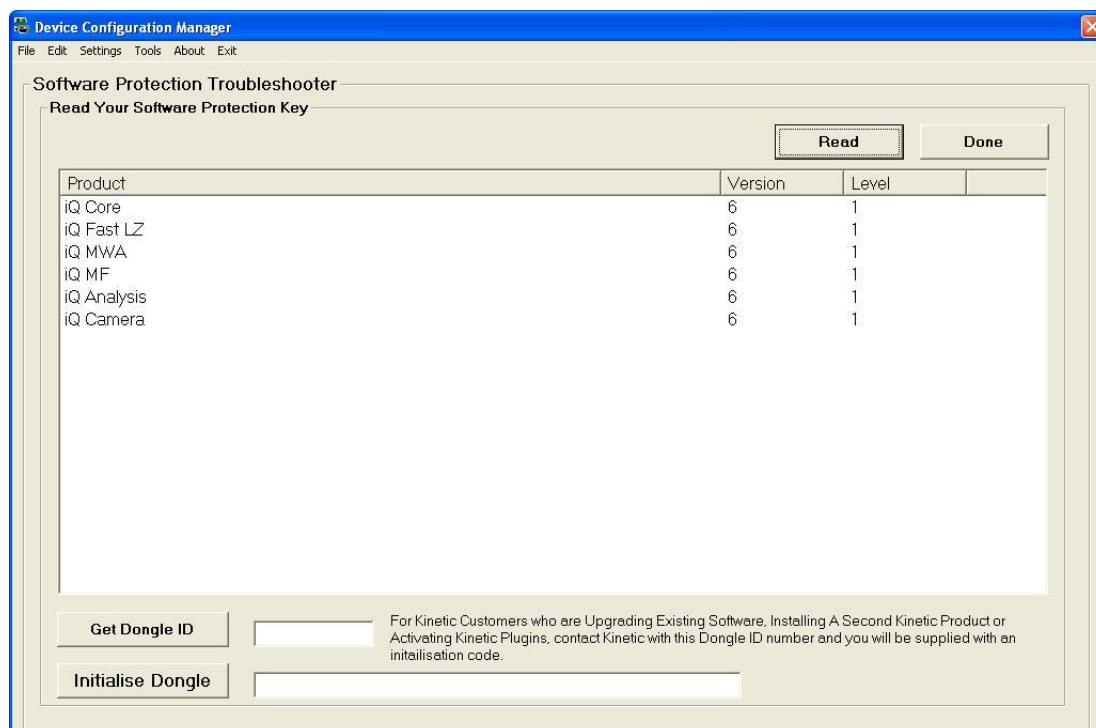 Device Configuration Manager
File Edit Settings Tools About Exit
Software Protection Troubleshooter
Read Your Software Protection Key
Read Done
Product Version Level
iQ Core 6 1
iQ Fast LZ 6 1
iQ MWA 6 1
iQ MF 6 1
iQ Analysis 6 1
iQ Camera 6 1
Get Dongle ID
For Kinetic Customers who are Upgrading Existing Software, Installing A Second Kinetic Product or
Activating Kinetic Plugins, contact Kinetic with this Dongle ID number and you will be supplied with an
initailisation code.
Initialise Dongle